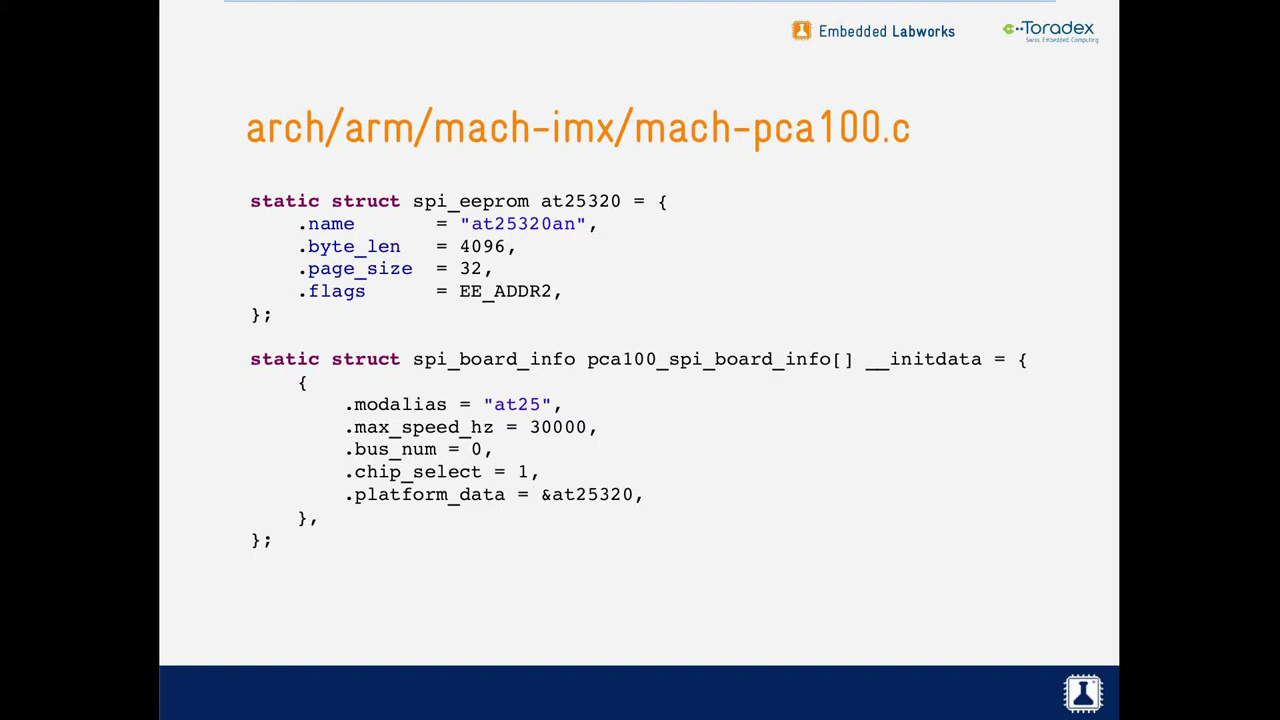 Embedded Labworks
Toradex
Swiss. Embedded. Computing.
arch/arm/mach-imx/mach-pca100.c
static struct spi_eeprom at25320 = {
    .name       = "at25320an",
    .byte_len   = 4096,
    .page_size  = 32,
    .flags      = EE_ADDR2,
};
static struct spi_board_info pca100_spi_board_info[] __initdata = {
    {
        .modalias = "at25",
        .max_speed_hz = 30000,
        .bus_num = 0,
        .chip_select = 1,
        .platform_data = &at25320,
    },
};